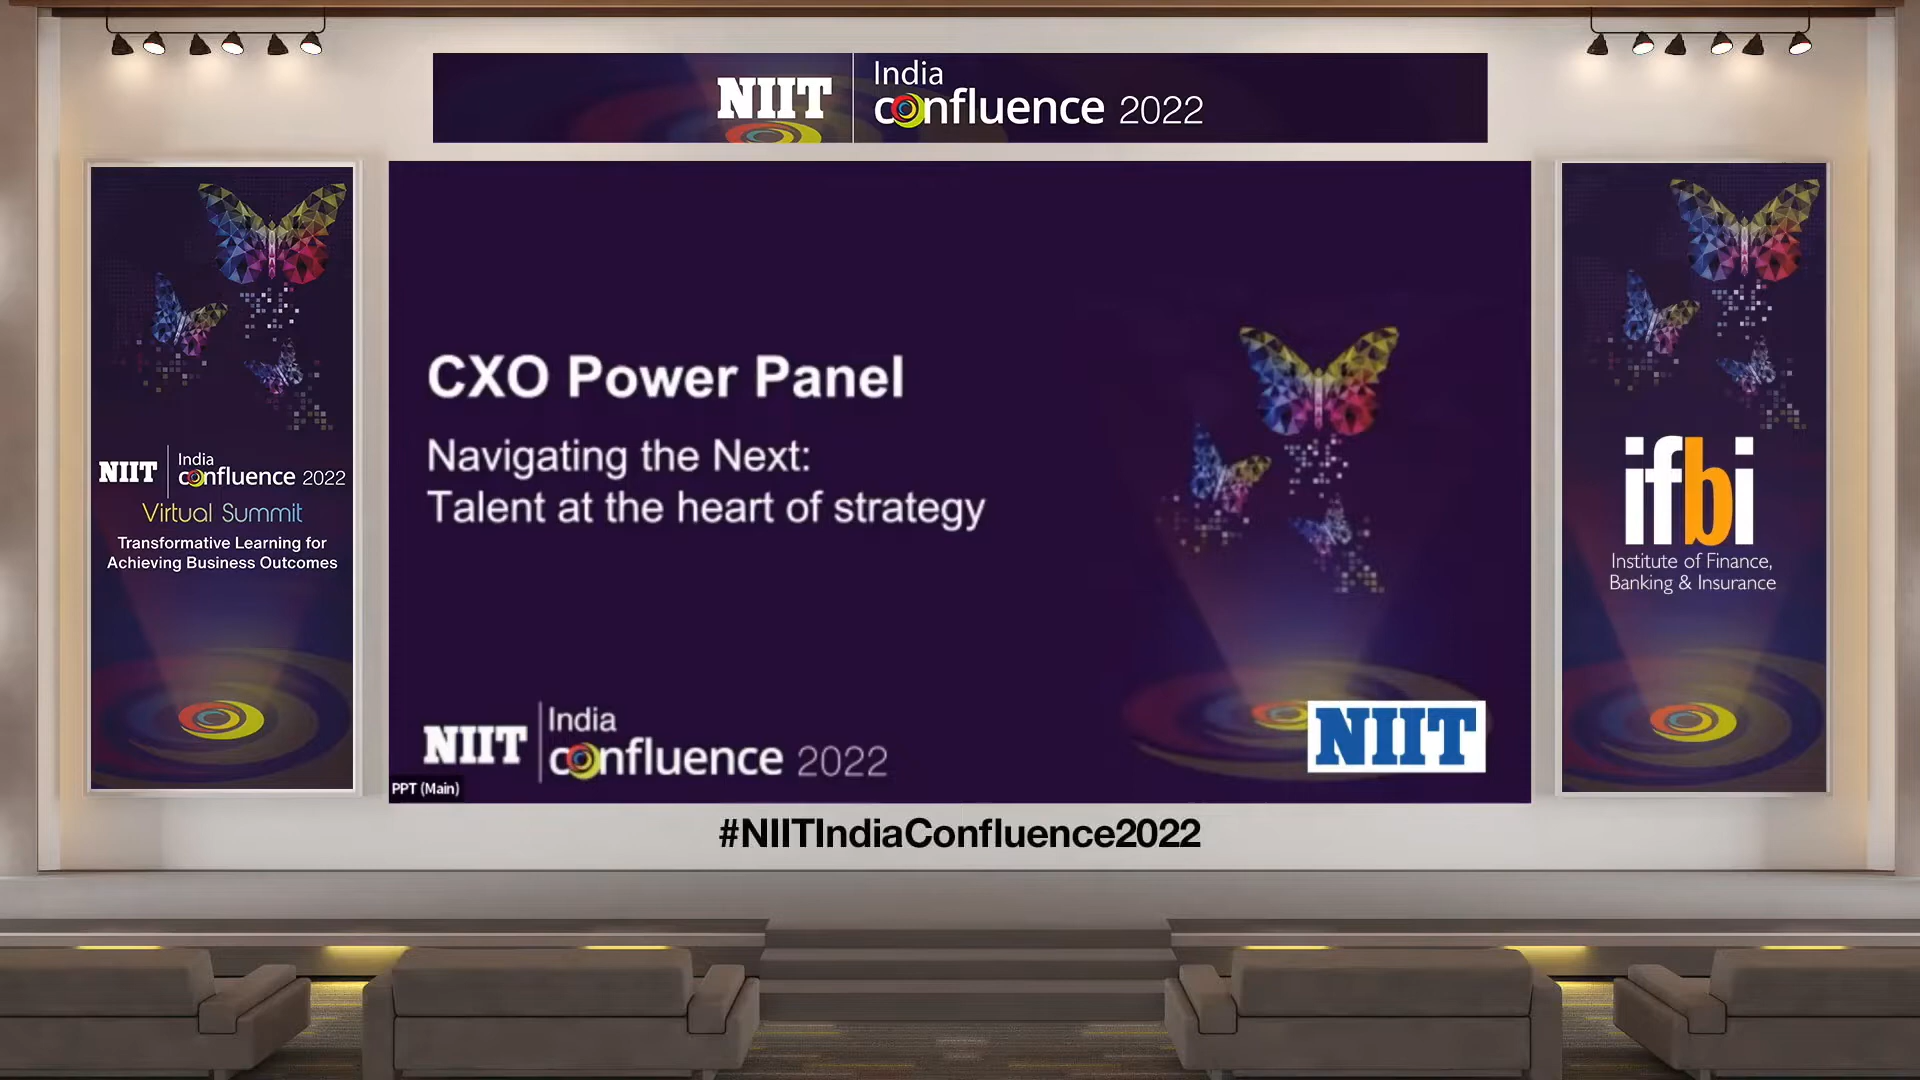 NIIT
India
confluence 2022
NIIT
India
confluence 2022
Virtual Summit
Transformative Learning for
Achieving Business Outcomes
CXO Power Panel
Navigating the Next:
Talent at the heart of strategy
NIIT
India
confluence 2022
NIIT
PPT (Main)
ifbi
Institute of Finance,
Banking & Insurance
#NIITIndiaConfluence2022